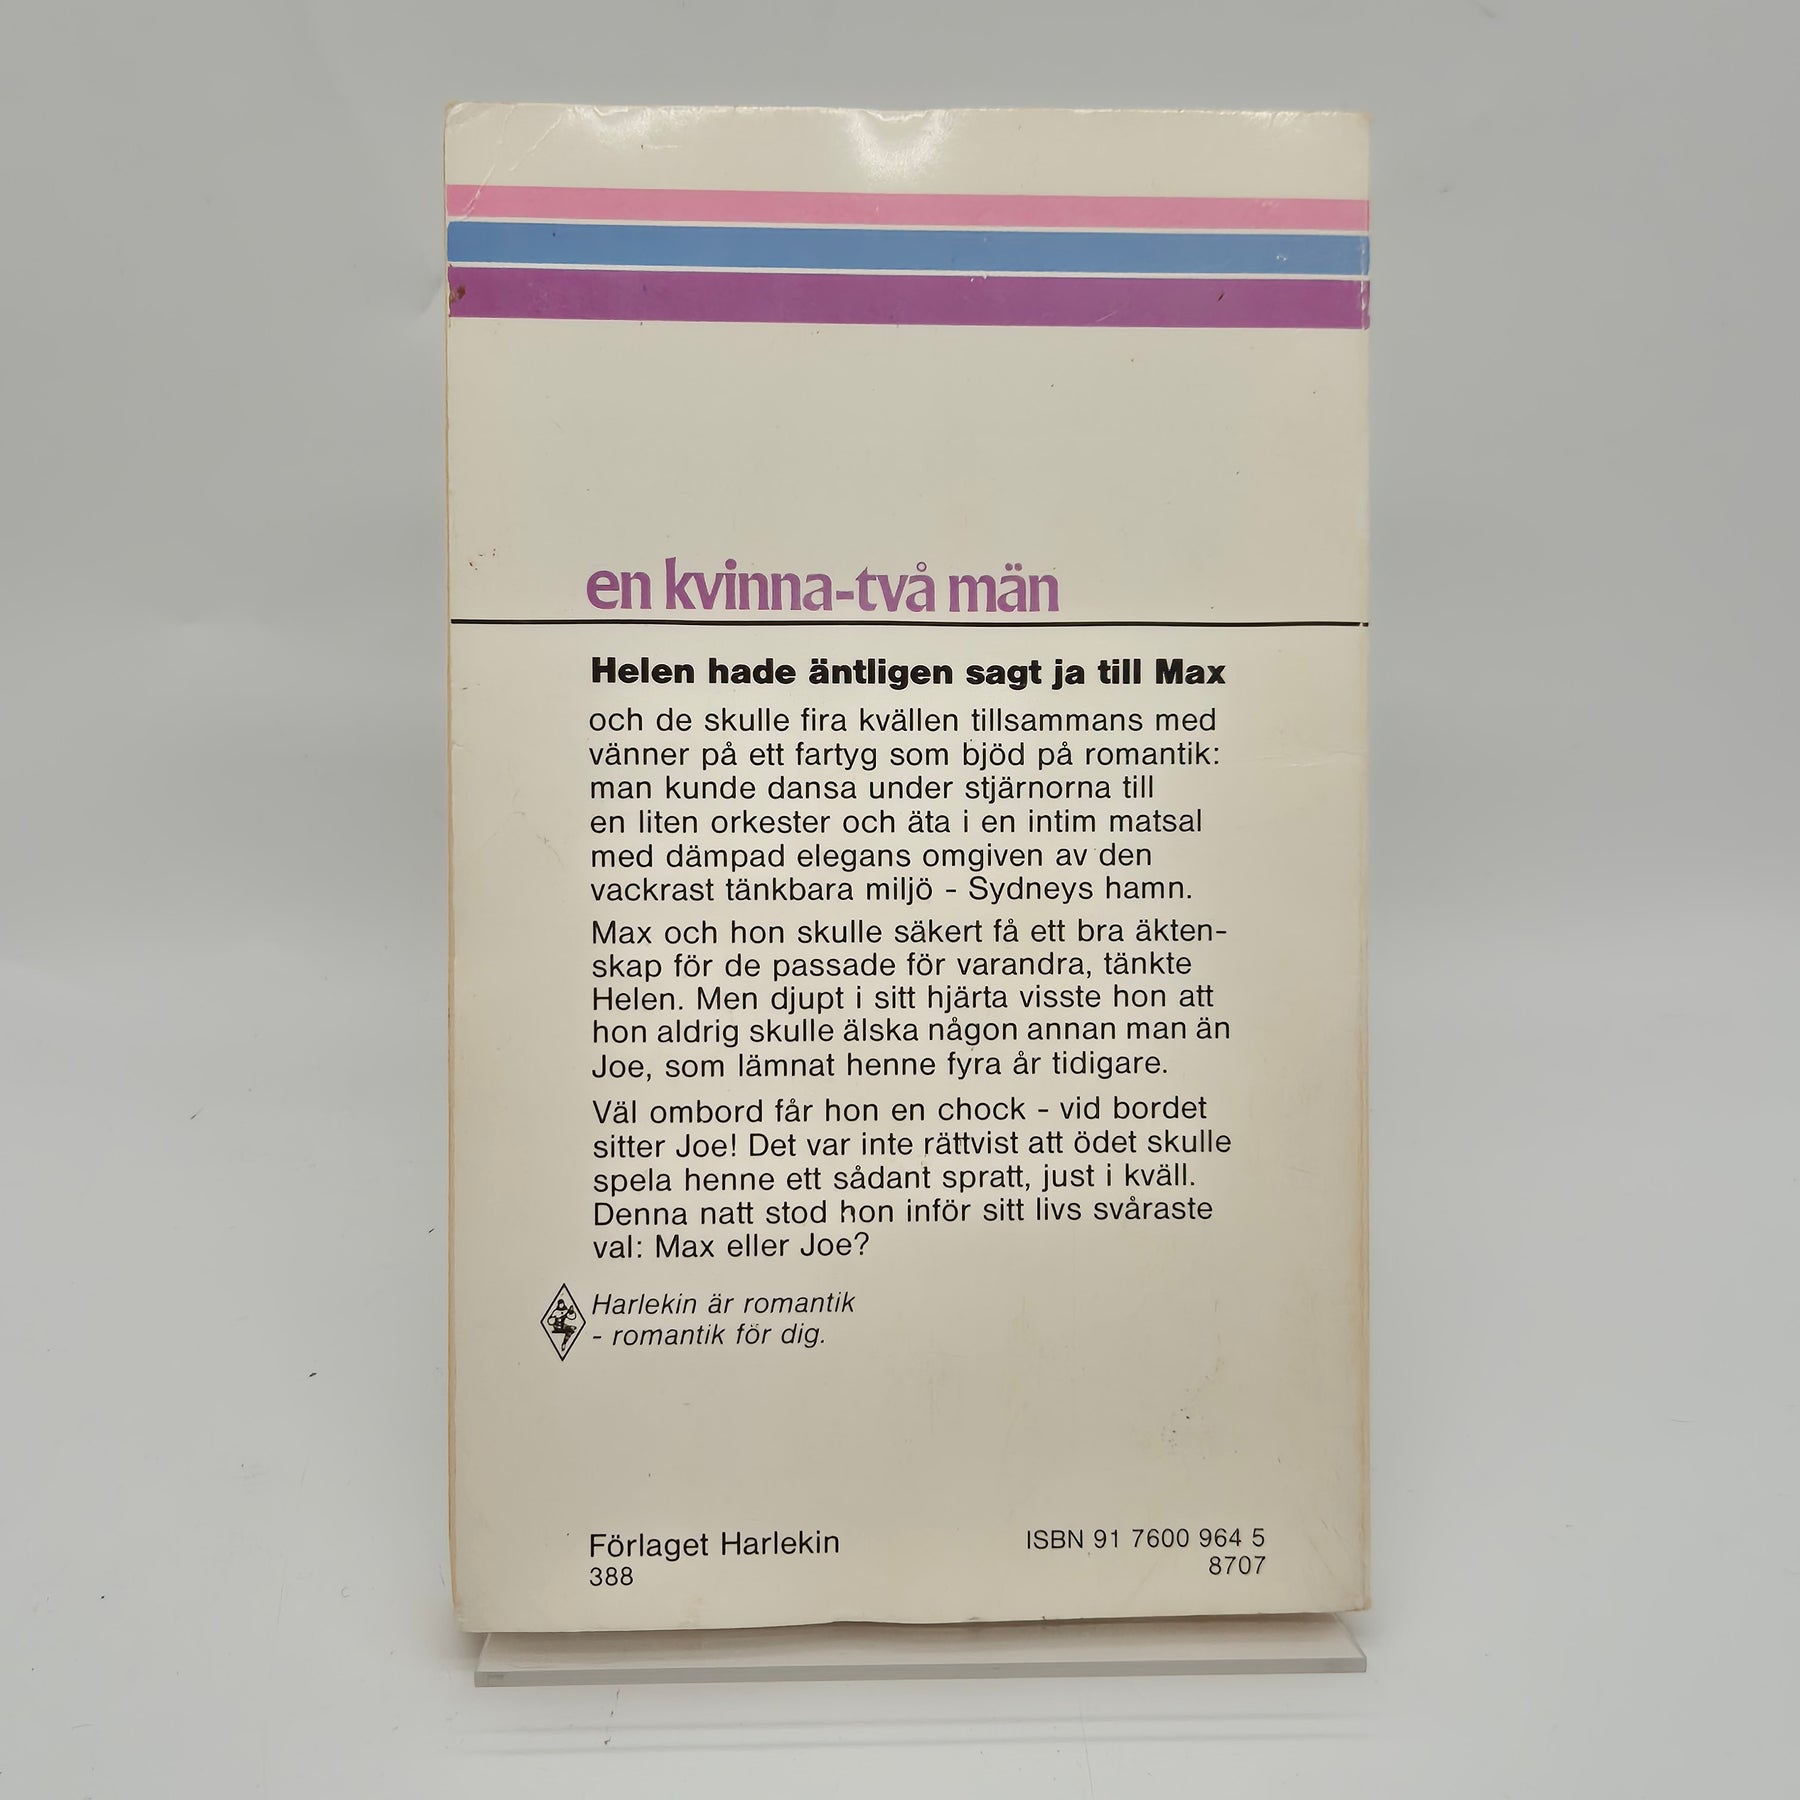 en kvinna-två män
Helen hade äntligen sagt ja till Max
och de skulle fira kvällen tillsammans med
vänner på ett fartyg som bjöd på romantik:
man kunde dansa under stjärnorna till
en liten orkester och äta i en intim matsal
med dämpad elegans omgiven av den
vackrast tänkbara miljö - Sydneys hamn.
Max och hon skulle säkert få ett bra äkten-
skap för de passade för varandra, tänkte
Helen. Men djupt i sitt hjärta visste hon att
hon aldrig skulle älska någon annan man än
Joe, som lämnat henne fyra år tidigare.
Väl ombord får hon en chock - vid bordet
sitter Joe! Det var inte rättvist att ödet skulle
spela henne ett sådant spratt, just i kväll.
Denna natt stod hon inför sitt livs svåraste
val: Max eller Joe?
Harlekin är romantik
- romantik för dig.
Förlaget Harlekin
388
ISBN 91 7600 964 5
8707